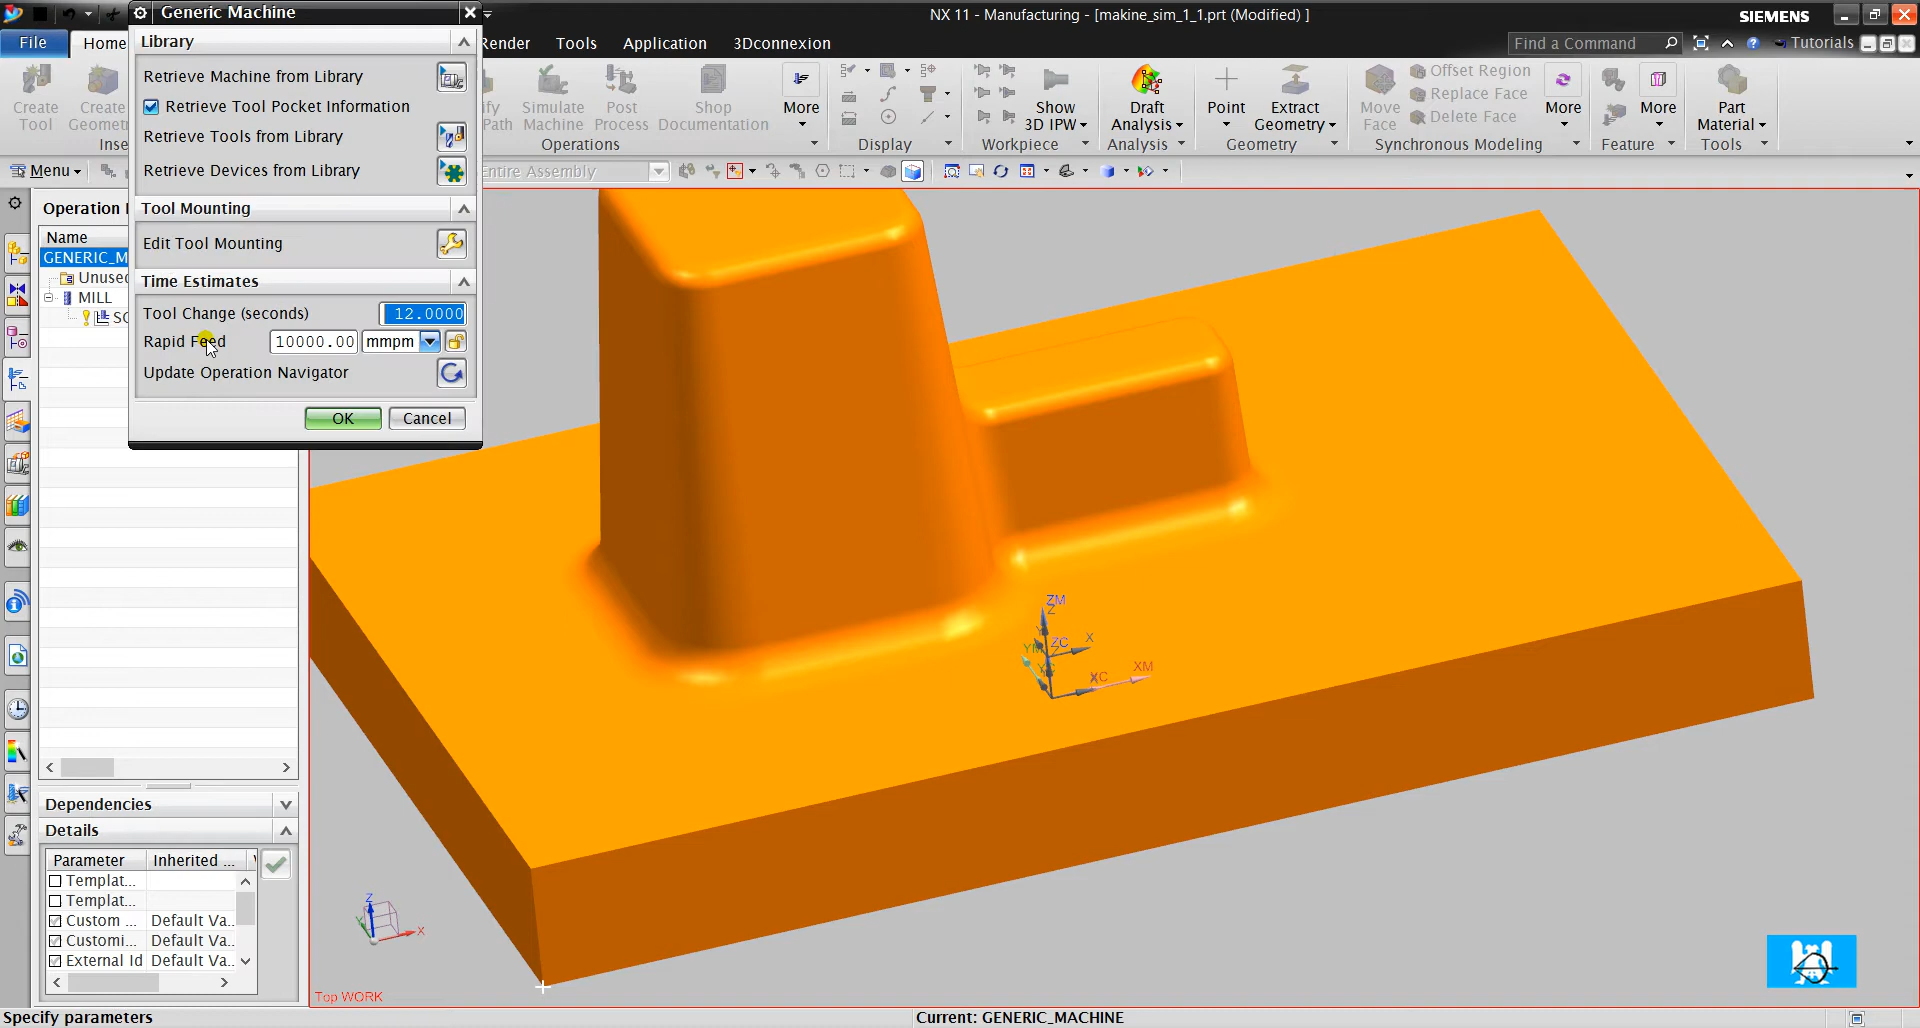 Generic Machine
NX 11 - Manufacturing - [makine_sim_1_1.prt (Modified) ]
SIEMENS
File
Home
Render
Tools
Application
3Dconnexion
Find a Command
Tutorials
Library
Retrieve Machine from Library
Retrieve Tool Pocket Information
Retrieve Tools from Library
Retrieve Devices from Library
Tool Mounting
Edit Tool Mounting
Time Estimates
Tool Change (seconds)
12.0000
Rapid Feed
10000.00
mmpm
Update Operation Navigator
OK
Cancel
Create
Tool
Create
Simulate
Machine
Post
Process
Shop
Documentation
More
Operations
Display
Show
3D IPW
Workpiece
Draft
Analysis
Analysis
Point
Extract
Geometry
Geometry
Move
Face
Offset Region
Replace Face
Delete Face
More
Synchronous Modeling
More
Feature
Part
Material
Tools
Menu
Entire Assembly
Operation
Name
GENERIC_M
MILL
Dependencies
Details
Parameter
Inherited ...
Templat...
Templat...
Custom ...
Default Va..
Customi...
Default Va..
External Id
Default Va..
ZM
Z
ZC
X
XC
XM
Z
X
Top WORK
Specify parameters
Current: GENERIC_MACHINE